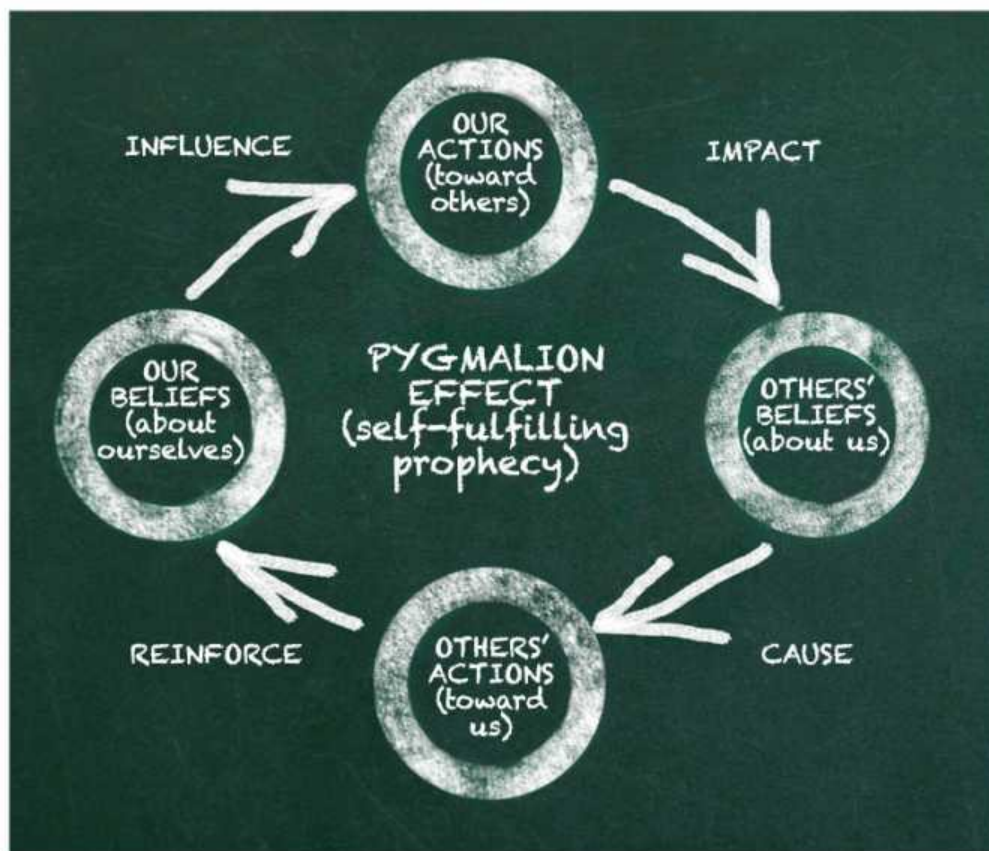 OUR
ACTIONS
(toward
others)
INFLUENCE
IMPACT
PYGMALION
EFFECT
(self-fulfilling
prophecy)
OUR
BELIEFS
(about
ourselves)
OTHERS'
BELIEFS
(about us)
REINFORCE
CAUSE
OTHERS'
ACTIONS
(toward
us)